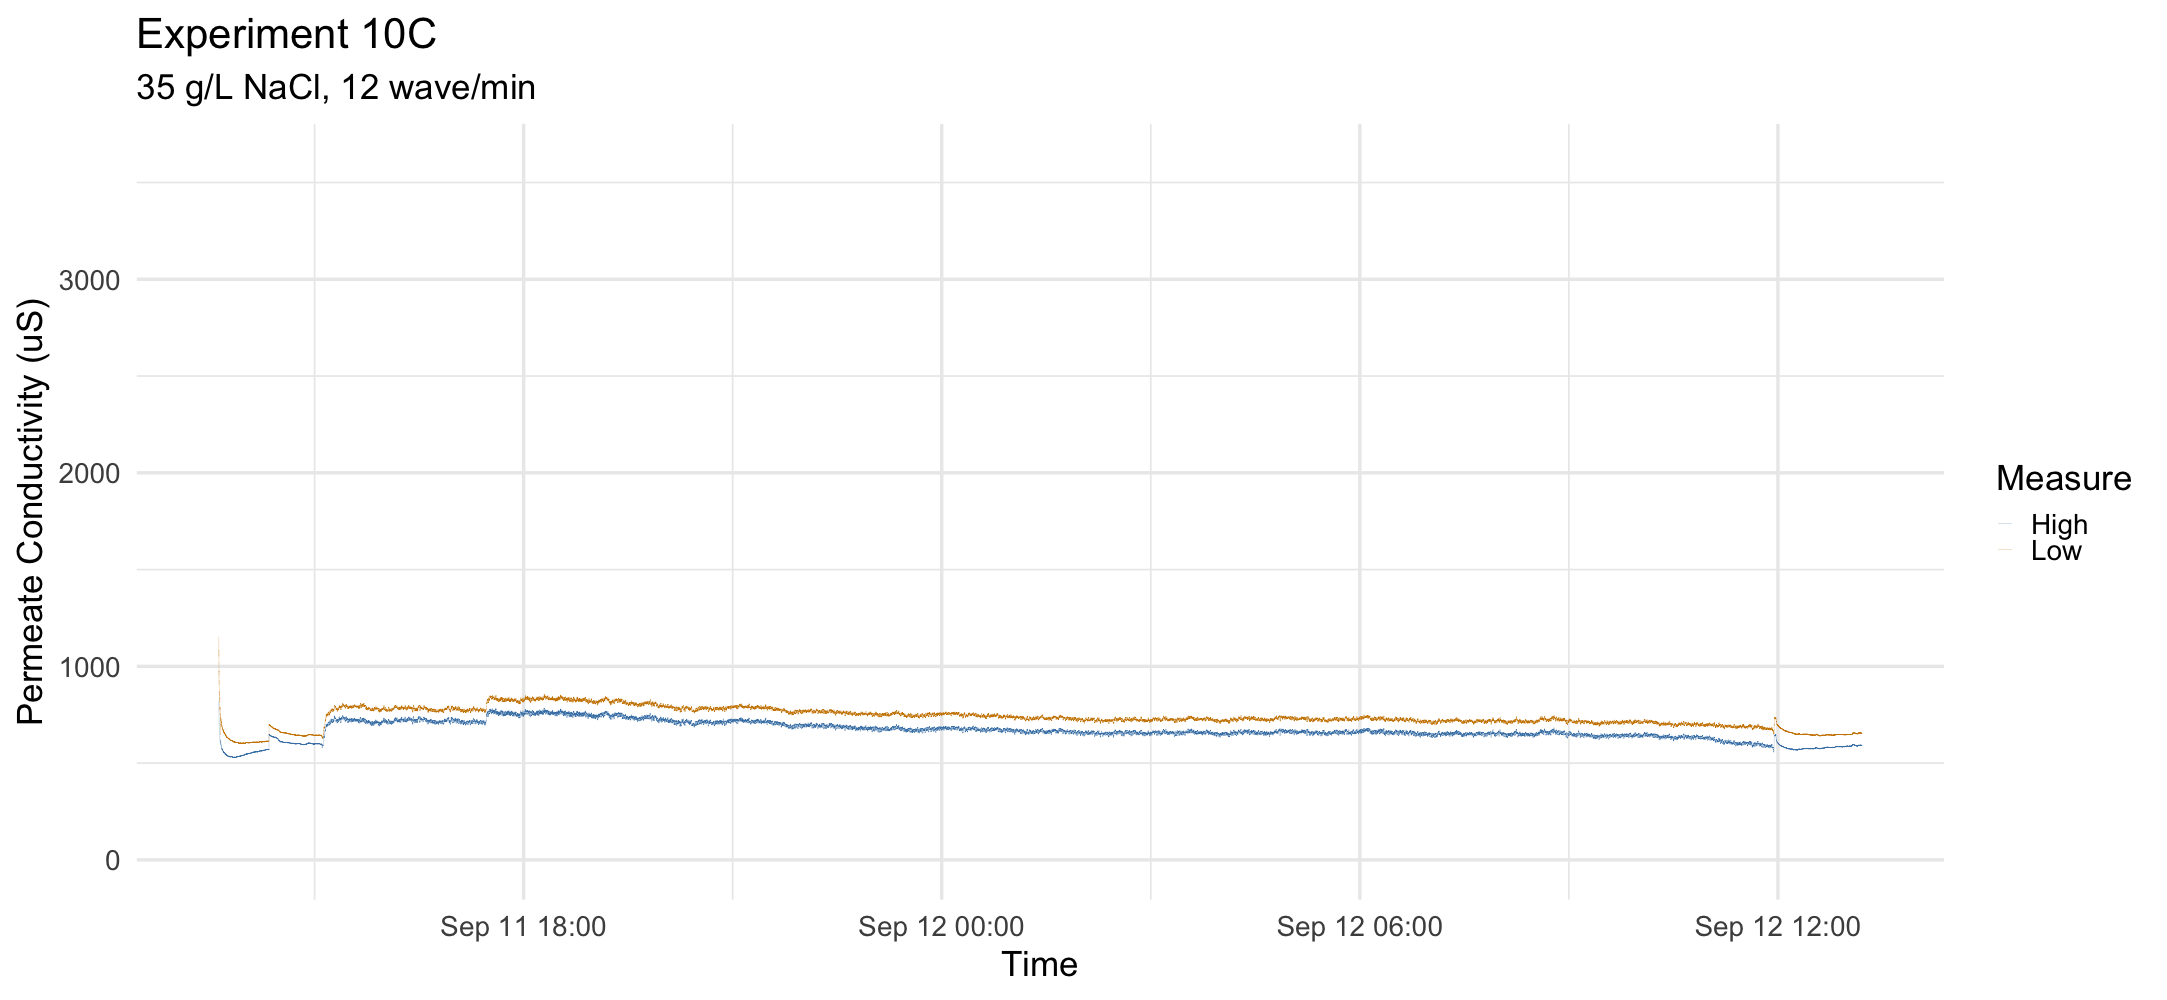 Experiment 10C
35 g/L NaCl, 12 wave/min
Permeate Conductivity (uS)
3000
2000
1000
0
Sep 11 18:00
Sep 12 00:00
Sep 12 06:00
Sep 12 12:00
Time
Measure
High
Low